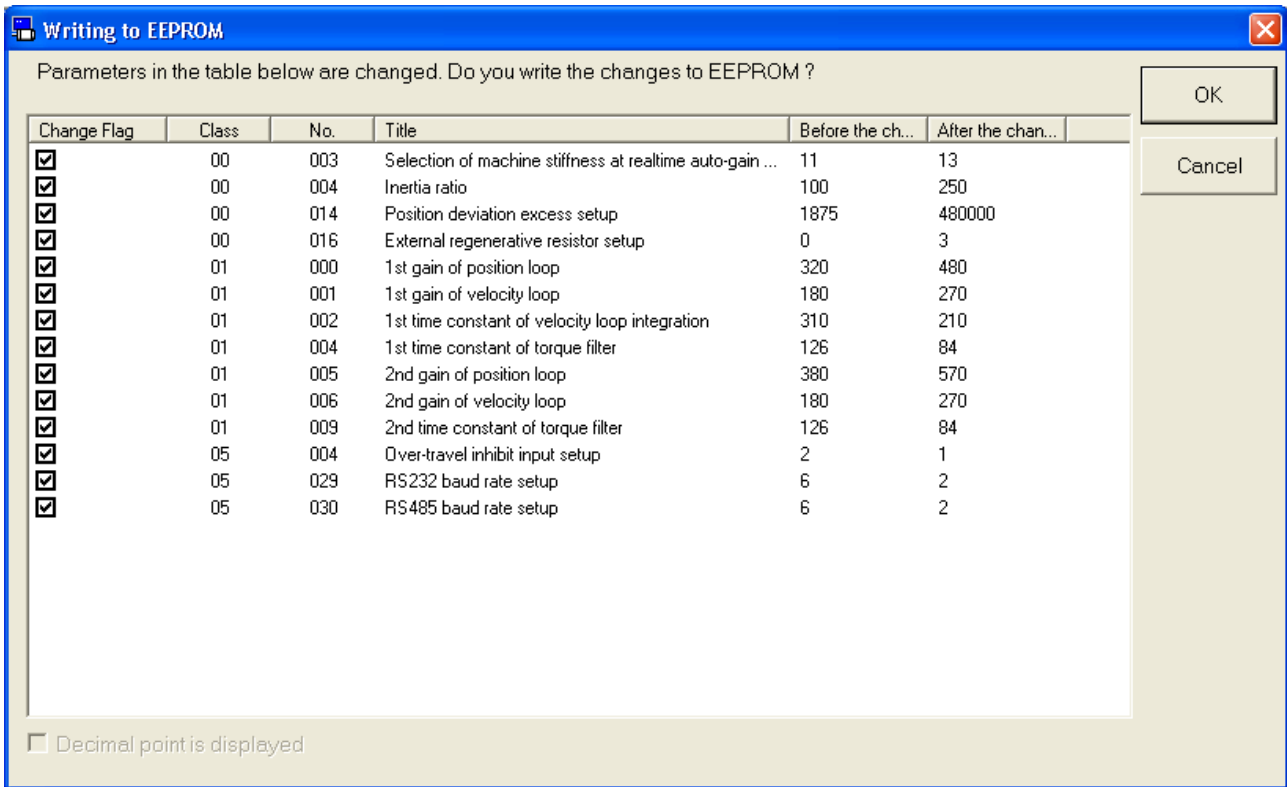 Writing to EEPROM
Parameters in the table below are changed. Do you write the changes to EEPROM ?
OK
Cancel
Change Flag Class No. Title Before the ch... After the chan...
00 003 Selection of machine stiffness at realtime auto-gain ... 11 13
00 004 Inertia ratio 100 250
00 014 Position deviation excess setup 1875 480000
00 016 External regenerative resistor setup 0 3
01 000 1st gain of position loop 320 480
01 001 1st gain of velocity loop 180 270
01 002 1st time constant of velocity loop integration 310 210
01 004 1st time constant of torque filter 126 84
01 005 2nd gain of position loop 380 570
01 006 2nd gain of velocity loop 180 270
01 009 2nd time constant of torque filter 126 84
05 004 Over-travel inhibit input setup 2 1
05 029 RS232 baud rate setup 6 2
05 030 RS485 baud rate setup 6 2
Decimal point is displayed